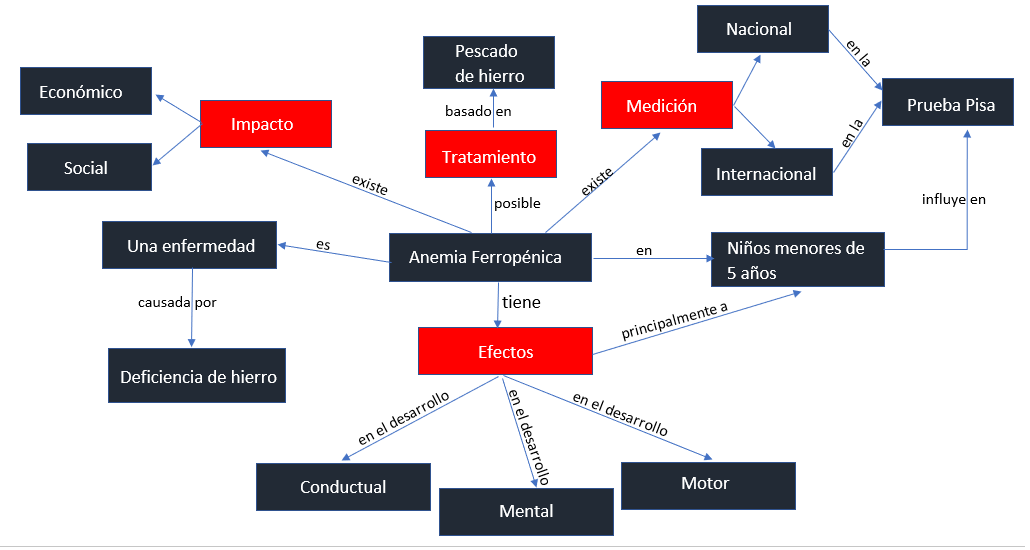 Nacional
Pescado
de hierro
en la
Económico
Medición
Prueba Pisa
Impacto
basado en
en la
Tratamiento
Social
Internacional
existe
existe
posible
influye en
Una enfermedad
es
Anemia Ferropénica
en
Niños menores de
5 años
causada por
tiene
principalmente a
Efectos
Deficiencia de hierro
en el desarrollo
en el desarrollo
en el desarrollo
Conductual
Mental
Motor